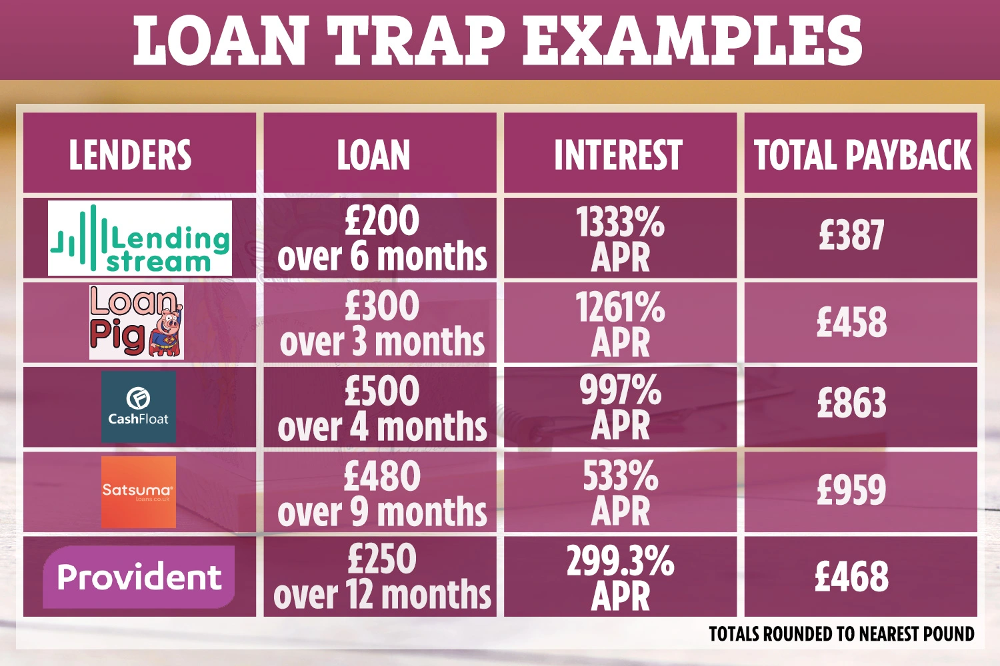 LOAN TRAP EXAMPLES
LENDERS
LOAN
INTEREST
TOTAL PAYBACK
Lending
stream
£200
over 6 months
1333%
APR
£387
Loan
Pig
£300
over 3 months
1261%
APR
£458
CashFloat
£500
over 4 months
997%
APR
£863
Satsuma
loans.co.uk
£480
over 9 months
533%
APR
£959
Provident
£250
over 12 months
299.3%
APR
£468
TOTALS ROUNDED TO NEAREST POUND